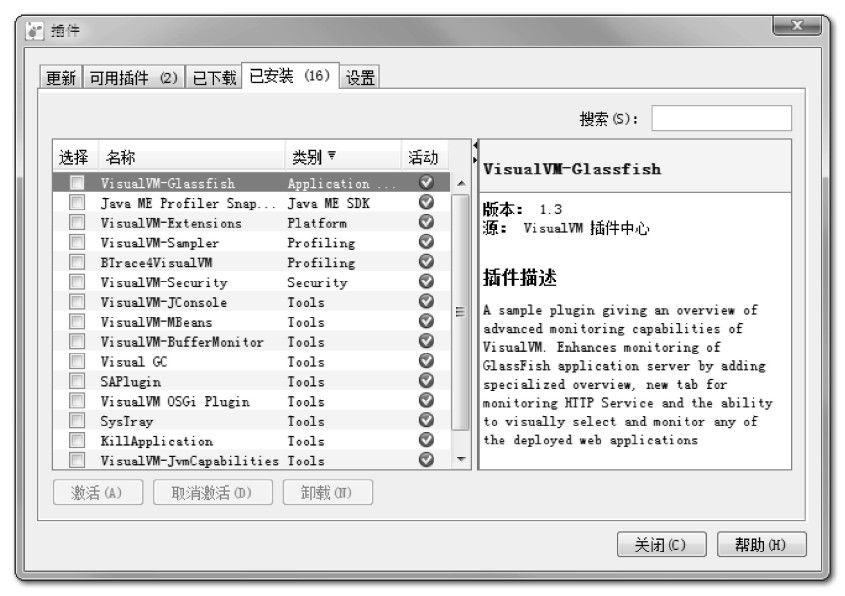 插件
更新 可用插件 (2) 已下载 已安装 (16) 设置
搜索(S):
选择 名称 类别 活动
VisualVM-Glassfish Application ...
Java ME Profiler Snap... Java ME SDK
VisualVM-Extensions Platform
VisualVM-Sampler Profiling
BTrace4VisualVM Profiling
VisualVM-Security Security
VisualVM-JConsole Tools
VisualVM-MBeans Tools
VisualVM-BufferMonitor Tools
Visual GC Tools
SAPlugin Tools
VisualVM OSGi Plugin Tools
SysTray Tools
KillApplication Tools
VisualVM-JvmCapabilities Tools
VisualVM-Glassfish
版本: 1.3
源: VisualVM 插件中心
插件描述
A sample plugin giving an overview of
advanced monitoring capabilities of
VisualVM. Enhances monitoring of
GlassFish application server by adding
specialized overview, new tab for
monitoring HTTP Service and the ability
to visually select and monitor any of
the deployed web applications
激活(A) 取消激活(D) 卸载(U)
关闭(C) 帮助(H)